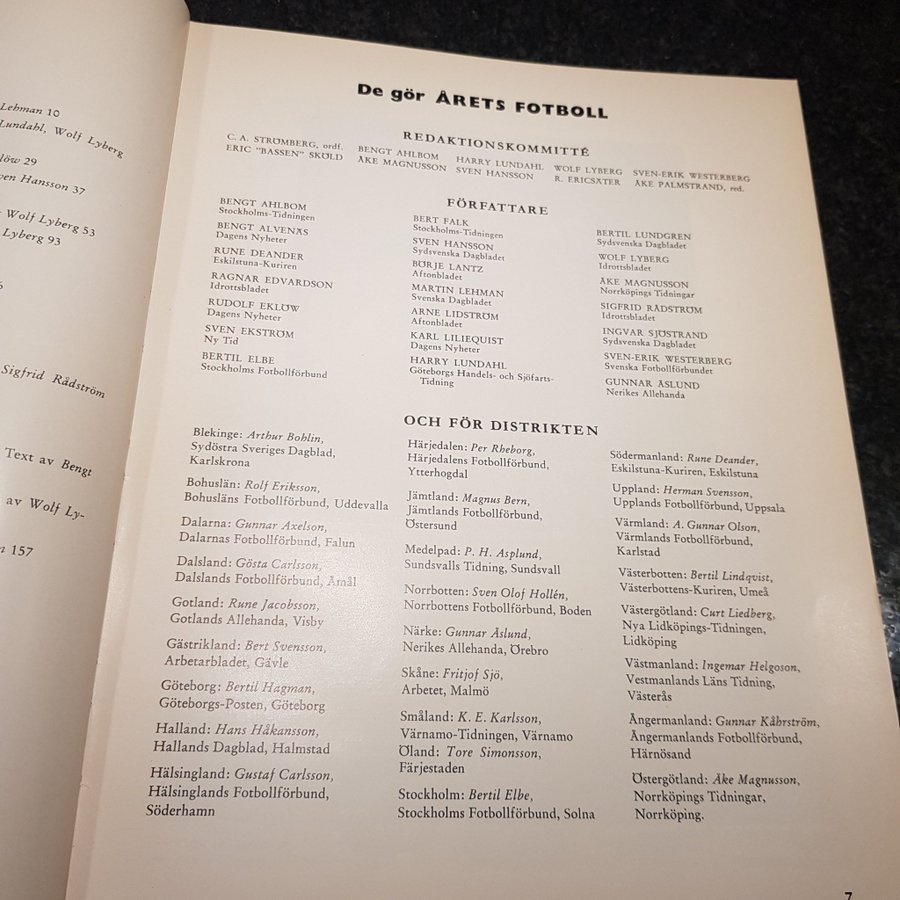 Lehman 10
Lundahl, Wolf Lyberg
löw 29
ven Hansson 37
Wolf Lyberg 53
Lyberg 93
6
Sigfrid Rådström
Text av Bengt
av Wolf Ly-
n 157
De gör ÅRETS FOTBOLL
REDAKTIONSKOMMITTÉ
C. A. STRÖMBERG, ordf. BENGT AHLBOM HARRY LUNDAHL WOLF LYBERG SVEN-ERIK WESTERBERG
ERIC "BASSEN" SKÖLD ÅKE MAGNUSSON SVEN HANSSON R. ERICSÄTER ÅKE PALMSTRAND, red.
FÖRFATTARE
BENGT AHLBOM
Stockholms-Tidningen
BENGT ALVENÄS
Dagens Nyheter
RUNE DEANDER
Eskilstuna-Kuriren
RAGNAR EDVARDSON
Idrottsbladet
RUDOLF EKLÖW
Dagens Nyheter
SVEN EKSTRÖM
Ny Tid
BERTIL ELBE
Stockholms Fotbollförbund
BERT FALK
Stockholms-Tidningen
SVEN HANSSON
Sydsvenska Dagbladet
BÖRJE LANTZ
Aftonbladet
MARTIN LEHMAN
Svenska Dagbladet
ARNE LIDSTRÖM
Aftonbladet
KARL LILIEQUIST
Dagens Nyheter
HARRY LUNDAHL
Göteborgs Handels- och Sjöfarts-
Tidning
BERTIL LUNDGREN
Sydsvenska Dagbladet
WOLF LYBERG
Idrottsbladet
ÅKE MAGNUSSON
Norrköpings Tidningar
SIGFRID RÅDSTRÖM
Idrottsbladet
INGVAR SJÖSTRAND
Sydsvenska Dagbladet
SVEN-ERIK WESTERBERG
Svenska Fotbollförbundet
GUNNAR ÅSLUND
Nerikes Allehanda
OCH FÖR DISTRIKTEN
Blekinge: Arthur Bohlin,
Sydöstra Sveriges Dagblad,
Karlskrona
Bohuslän: Rolf Eriksson,
Bohusläns Fotbollförbund, Uddevalla
Dalarna: Gunnar Axelson,
Dalarnas Fotbollförbund, Falun
Dalsland: Gösta Carlsson,
Dalslands Fotbollförbund, Åmål
Gotland: Rune Jacobsson,
Gotlands Allehanda, Visby
Gästrikland: Bert Svensson,
Arbetarbladet, Gävle
Göteborg: Bertil Hagman,
Göteborgs-Posten, Göteborg
Halland: Hans Håkansson,
Hallands Dagblad, Halmstad
Hälsingland: Gustaf Carlsson,
Hälsinglands Fotbollförbund,
Söderhamn
Härjedalen: Per Rheborg,
Härjedalens Fotbollförbund,
Ytterhogdal
Jämtland: Magnus Bern,
Jämtlands Fotbollförbund,
Östersund
Medelpad: P. H. Asplund,
Sundsvalls Tidning, Sundsvall
Norrbotten: Sven Olof Hollén,
Norrbottens Fotbollförbund, Boden
Närke: Gunnar Åslund,
Nerikes Allehanda, Örebro
Skåne: Fritjof Sjö,
Arbetet, Malmö
Småland: K. E. Karlsson,
Värnamo-Tidningen, Värnamo
Öland: Tore Simonsson,
Färjestaden
Stockholm: Bertil Elbe,
Stockholms Fotbollförbund, Solna
Södermanland: Rune Deander,
Eskilstuna-Kuriren, Eskilstuna
Uppland: Herman Svensson,
Upplands Fotbollförbund, Uppsala
Värmland: A. Gunnar Olson,
Värmlands Fotbollförbund,
Karlstad
Västerbotten: Bertil Lindqvist,
Västerbottens-Kuriren, Umeå
Västergötland: Curt Liedberg,
Nya Lidköpings-Tidningen,
Lidköping
Västmanland: Ingemar Helgoson,
Vestmanlands Läns Tidning,
Västerås
Ångermanland: Gunnar Kåhrström,
Ångermanlands Fotbollförbund,
Härnösand
Östergötland: Åke Magnusson,
Norrköpings Tidningar,
Norrköping.
7